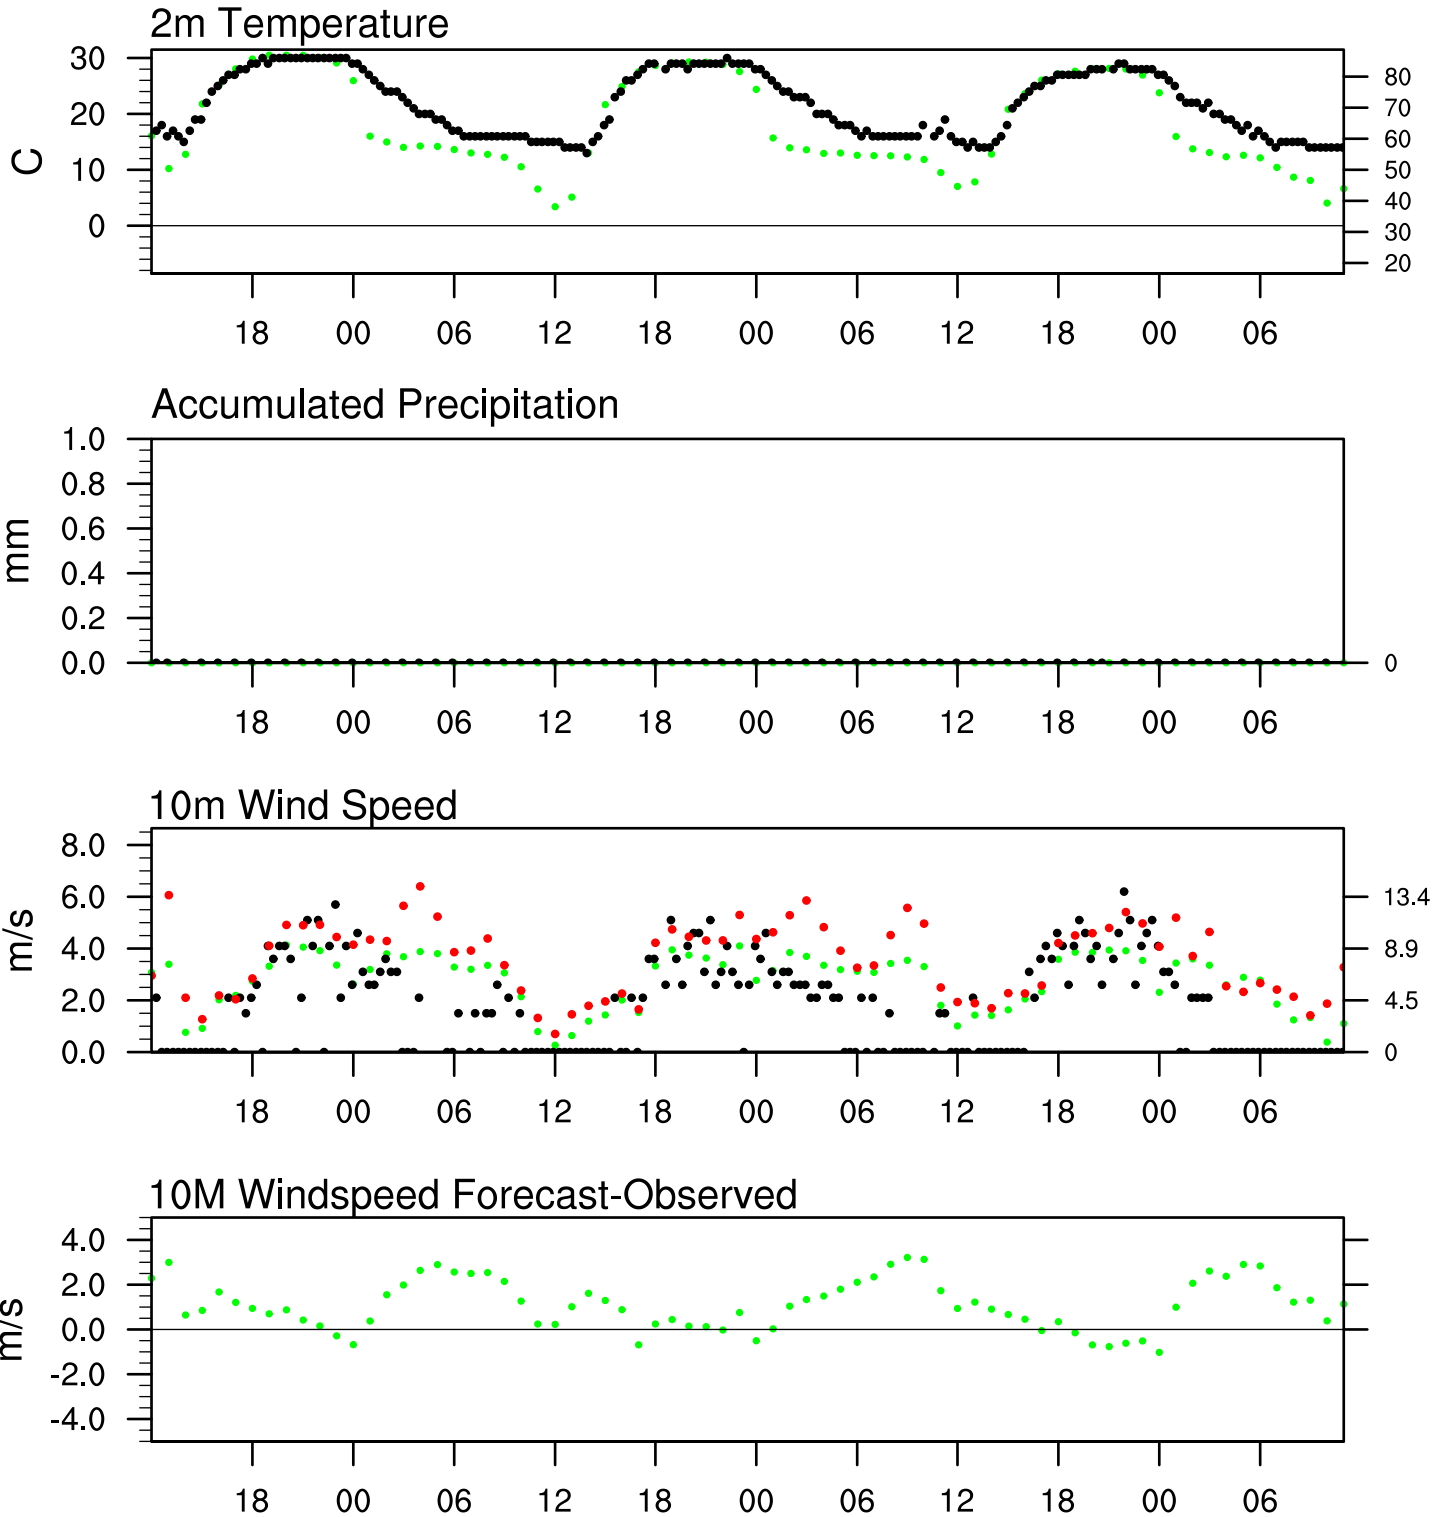 2m Temperature
30
20
10
0
C
80
70
60
50
40
30
20
18 00 06 12 18 00 06 12 18 00 06
Accumulated Precipitation
1.0
0.8
0.6
0.4
0.2
0.0
mm
0
18 00 06 12 18 00 06 12 18 00 06
10m Wind Speed
8.0
6.0
4.0
2.0
0.0
m/s
13.4
8.9
4.5
0
18 00 06 12 18 00 06 12 18 00 06
10M Windspeed Forecast-Observed
4.0
2.0
0.0
-2.0
-4.0
m/s
18 00 06 12 18 00 06 12 18 00 06